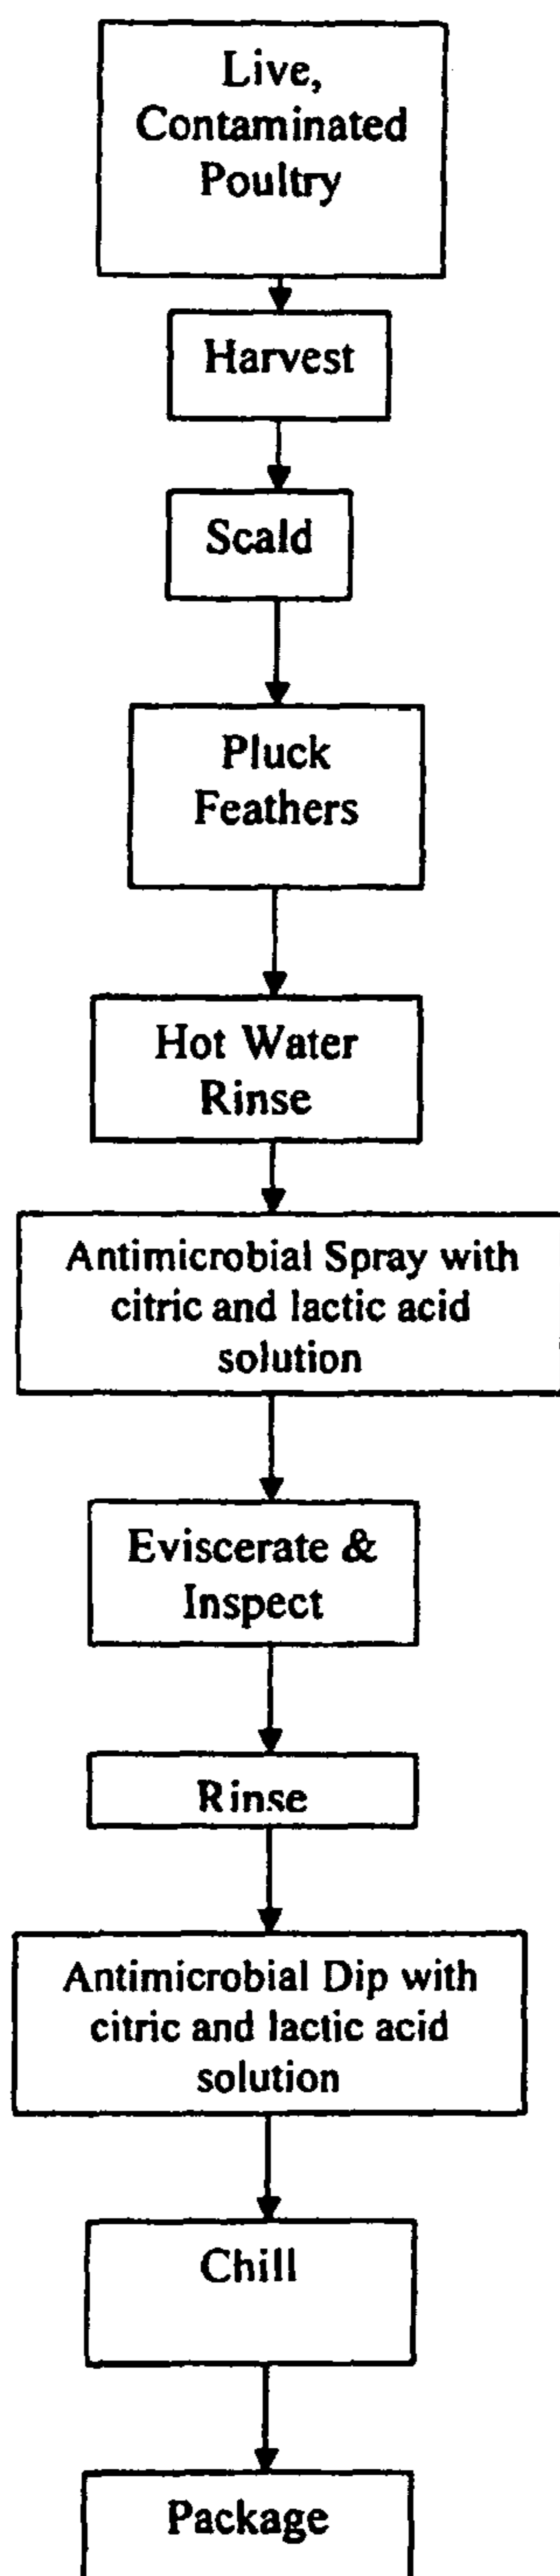 Live,
Contaminated
Poultry
Harvest
Scald
Pluck
Feathers
Hot Water
Rinse
Antimicrobial Spray with
citric and lactic acid
solution
Eviscerate &
Inspect
Rinse
Antimicrobial Dip with
citric and lactic acid
solution
Chill
Package